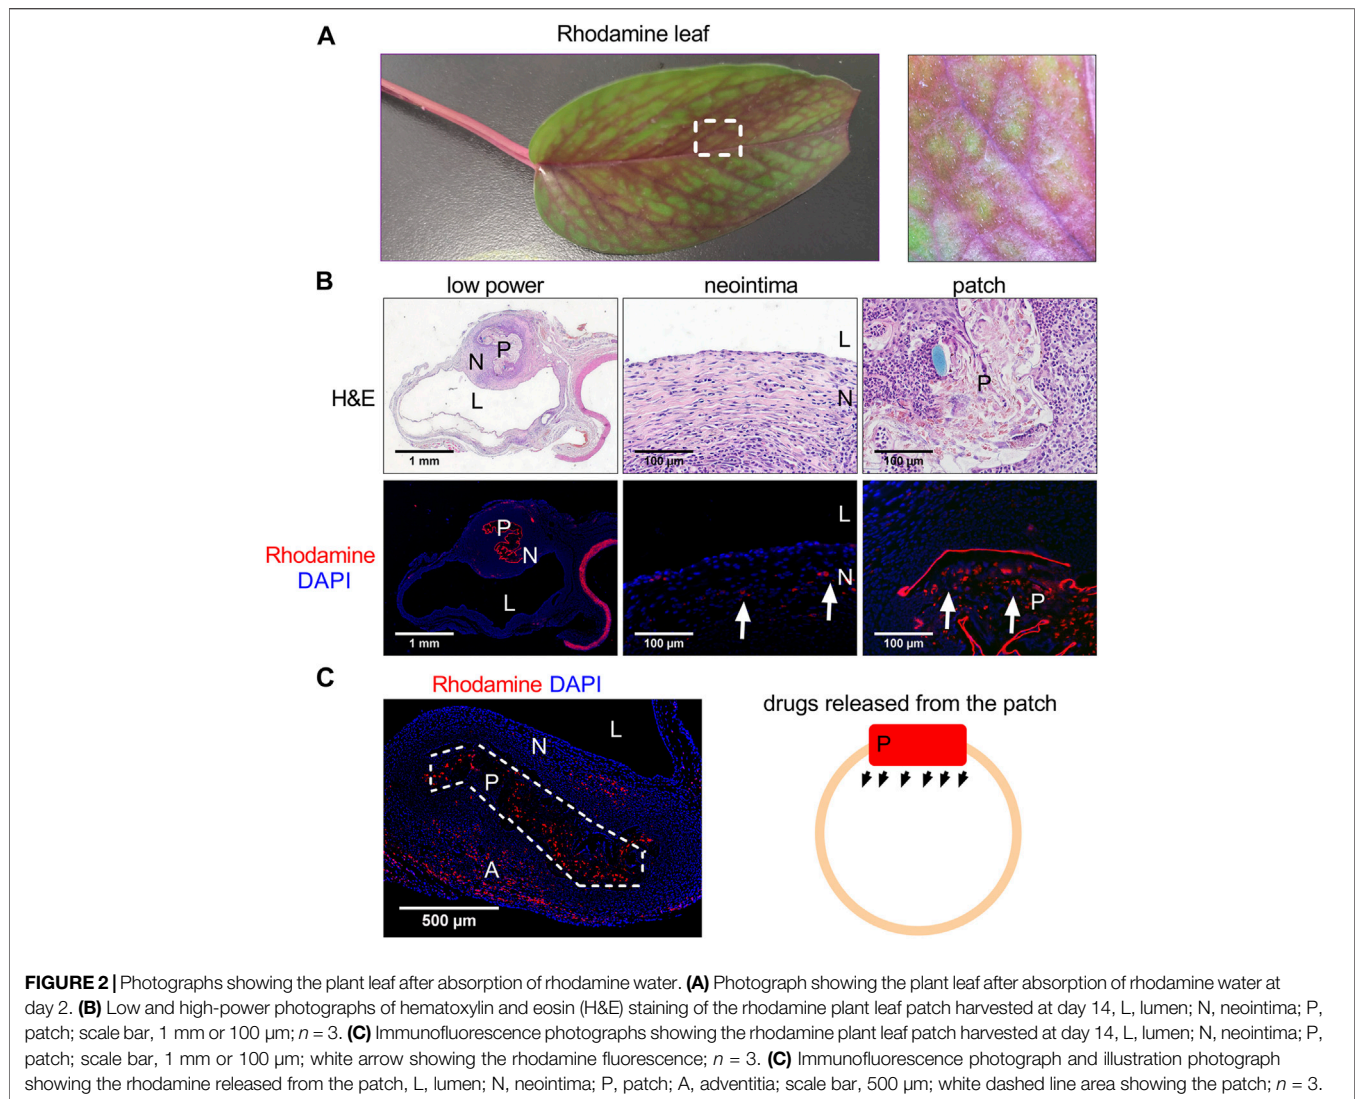 A
Rhodamine leaf
B
low power
neointima
patch
H&E
P
N
L
1 mm
L
N
100 µm
P
100 µm
Rhodamine
DAPI
P
N
L
1 mm
L
N
100 µm
P
100 µm
C
Rhodamine DAPI
L
N
P
A
500 µm
drugs released from the patch
P
FIGURE 2 | Photographs showing the plant leaf after absorption of rhodamine water. (A) Photograph showing the plant leaf after absorption of rhodamine water at
day 2. (B) Low and high-power photographs of hematoxylin and eosin (H&E) staining of the rhodamine plant leaf patch harvested at day 14, L, lumen; N, neointima; P,
patch; scale bar, 1 mm or 100 µm; n = 3. (C) Immunofluorescence photographs showing the rhodamine plant leaf patch harvested at day 14, L, lumen; N, neointima; P,
patch; scale bar, 1 mm or 100 µm; white arrow showing the rhodamine fluorescence; n = 3. (C) Immunofluorescence photograph and illustration photograph
showing the rhodamine released from the patch, L, lumen; N, neointima; P, patch; A, adventitia; scale bar, 500 µm; white dashed line area showing the patch; n = 3.